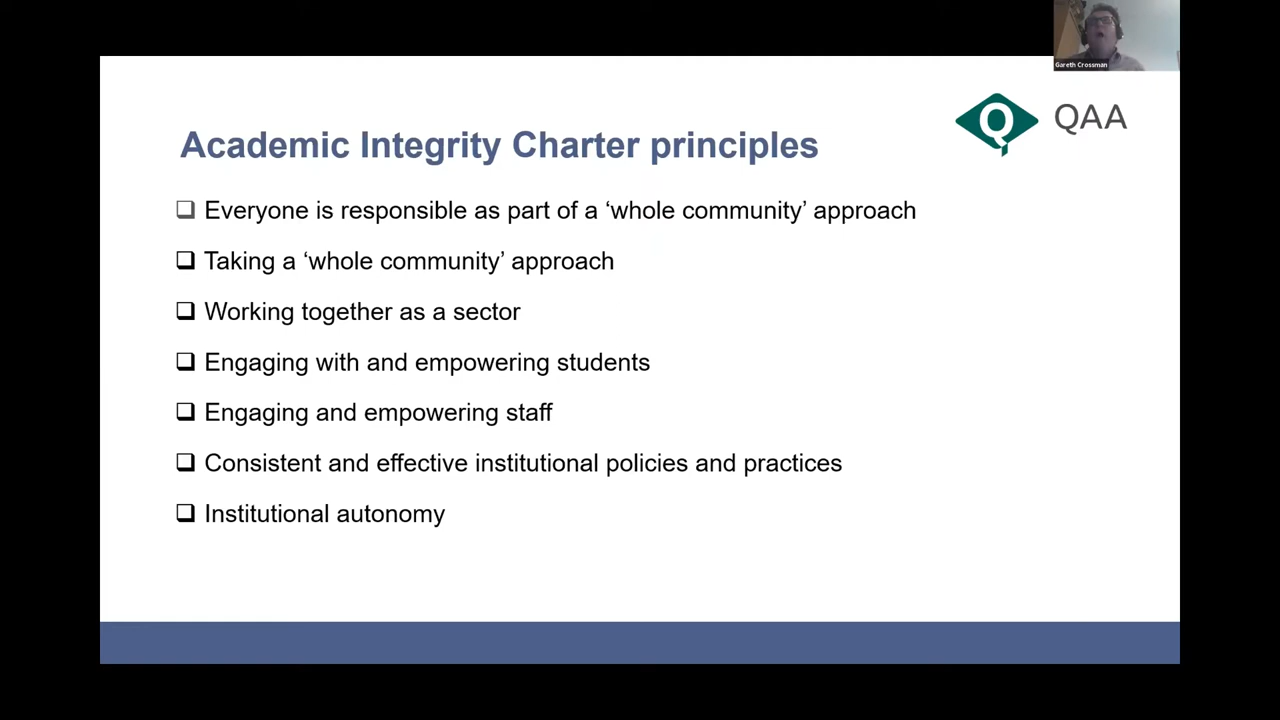 Gareth Crossman
QAA
Academic Integrity Charter principles
Everyone is responsible as part of a ‘whole community’ approach
Taking a ‘whole community’ approach
Working together as a sector
Engaging with and empowering students
Engaging and empowering staff
Consistent and effective institutional policies and practices
Institutional autonomy